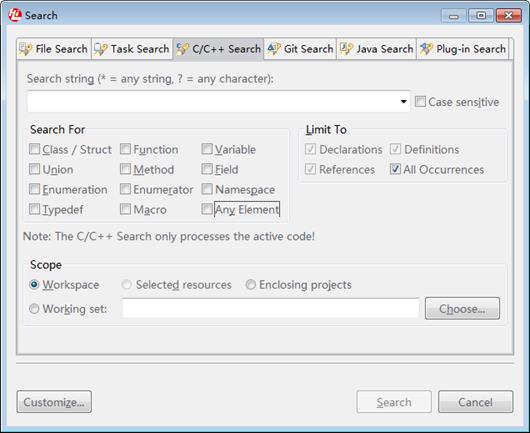 Search
File Search Task Search C/C++ Search Git Search Java Search Plug-in Search
Search string (* = any string, ? = any character):
Case sensitive
Search For Limit To
Class / Struct Function Variable Declarations Definitions
Union Method Field References All Occurrences
Enumeration Enumerator Namespace
Typedef Macro Any Element
Note: The C/C++ Search only processes the active code!
Scope
Workspace Selected resources Enclosing projects
Working set: Choose...
Customize... Search Cancel